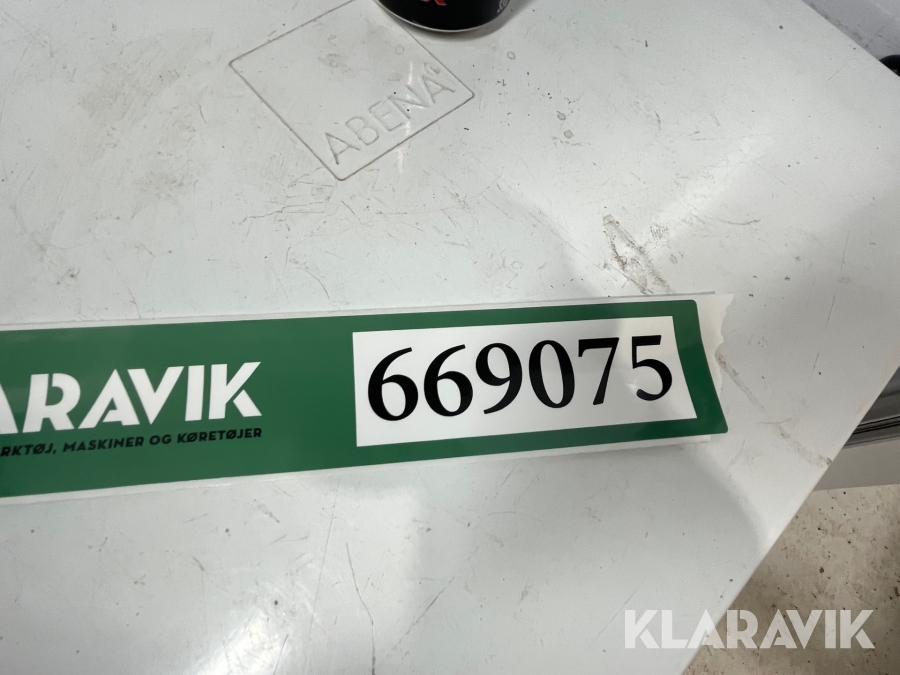 ABENA
ARAVIK
RKTØJ, MASKINER OG KØRETØJER
669075
KLARAVIK